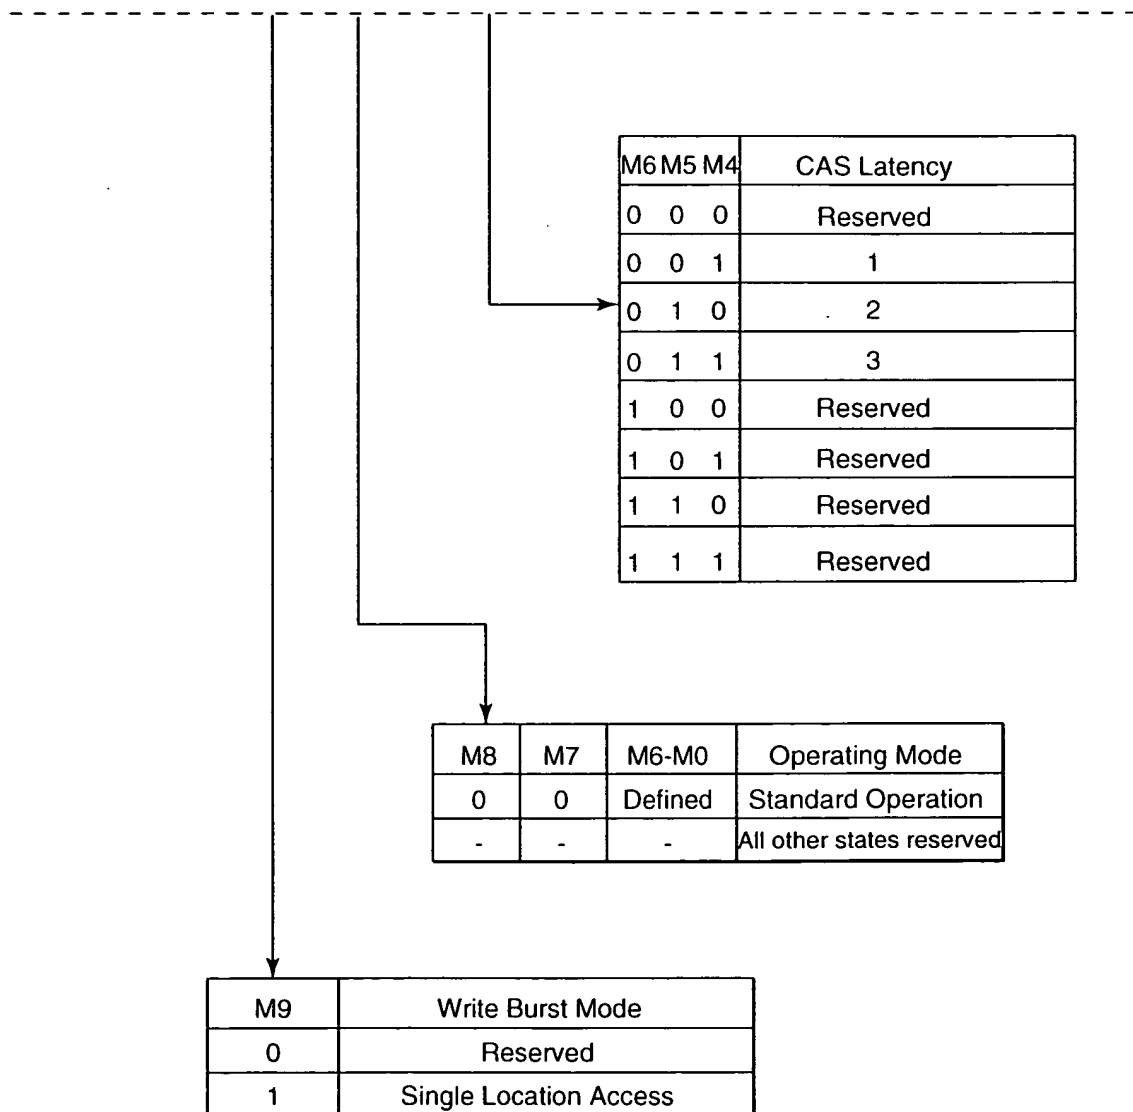 M6 M5 M4 CAS Latency
0 0 0 Reserved
0 0 1 1
0 1 0 2
0 1 1 3
1 0 0 Reserved
1 0 1 Reserved
1 1 0 Reserved
1 1 1 Reserved
M8 M7 M6-M0 Operating Mode
0 0 Defined Standard Operation
- - - All other states reserved
M9 Write Burst Mode
0 Reserved
1 Single Location Access